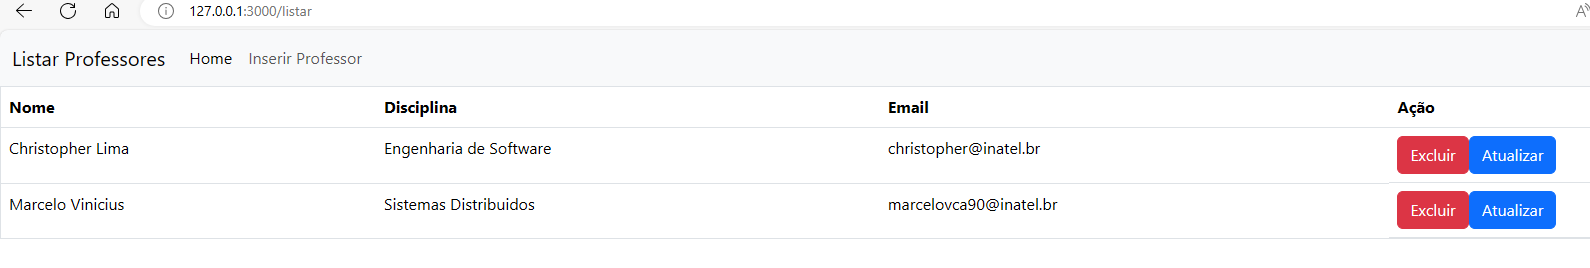 127.0.0.1:3000/listar
Listar Professores Home Inserir Professor
Nome Disciplina Email Ação
Christopher Lima Engenharia de Software christopher@inatel.br Excluir Atualizar
Marcelo Vinicius Sistemas Distribuidos marcelovca90@inatel.br Excluir Atualizar